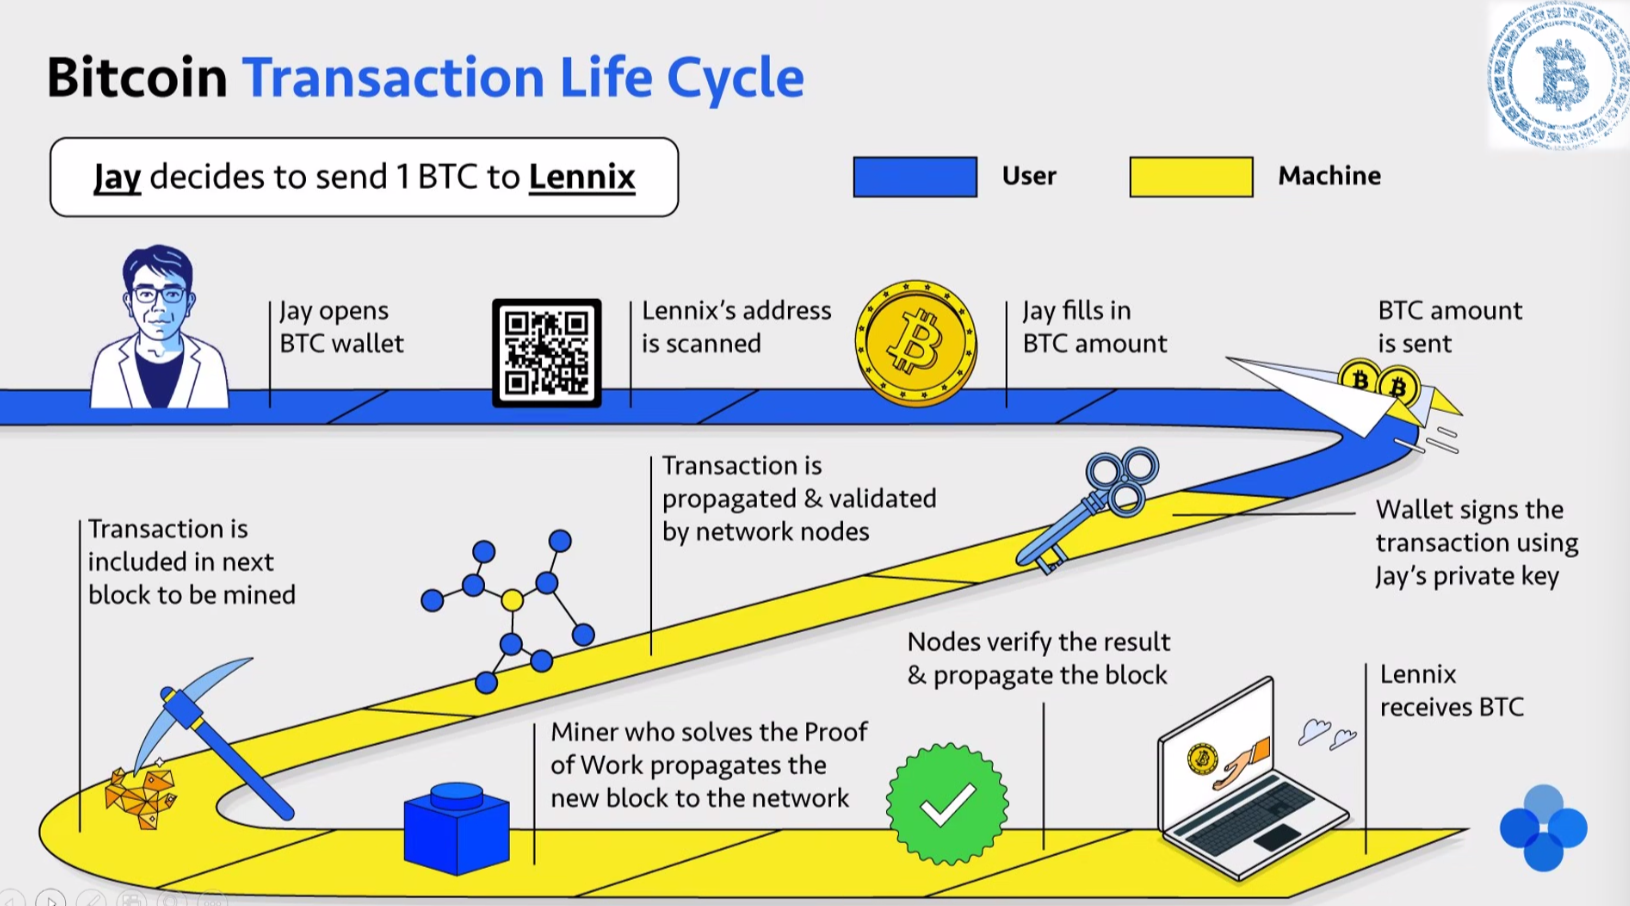 Bitcoin Transaction Life Cycle
Jay decides to send 1 BTC to Lennix
User
Machine
Jay opens
BTC wallet
Lennix’s address
is scanned
Jay fills in
BTC amount
BTC amount
is sent
Wallet signs the
transaction using
Jay’s private key
Transaction is
propagated & validated
by network nodes
Transaction is
included in next
block to be mined
Miner who solves the Proof
of Work propagates the
new block to the network
Nodes verify the result
& propagate the block
Lennix
receives BTC